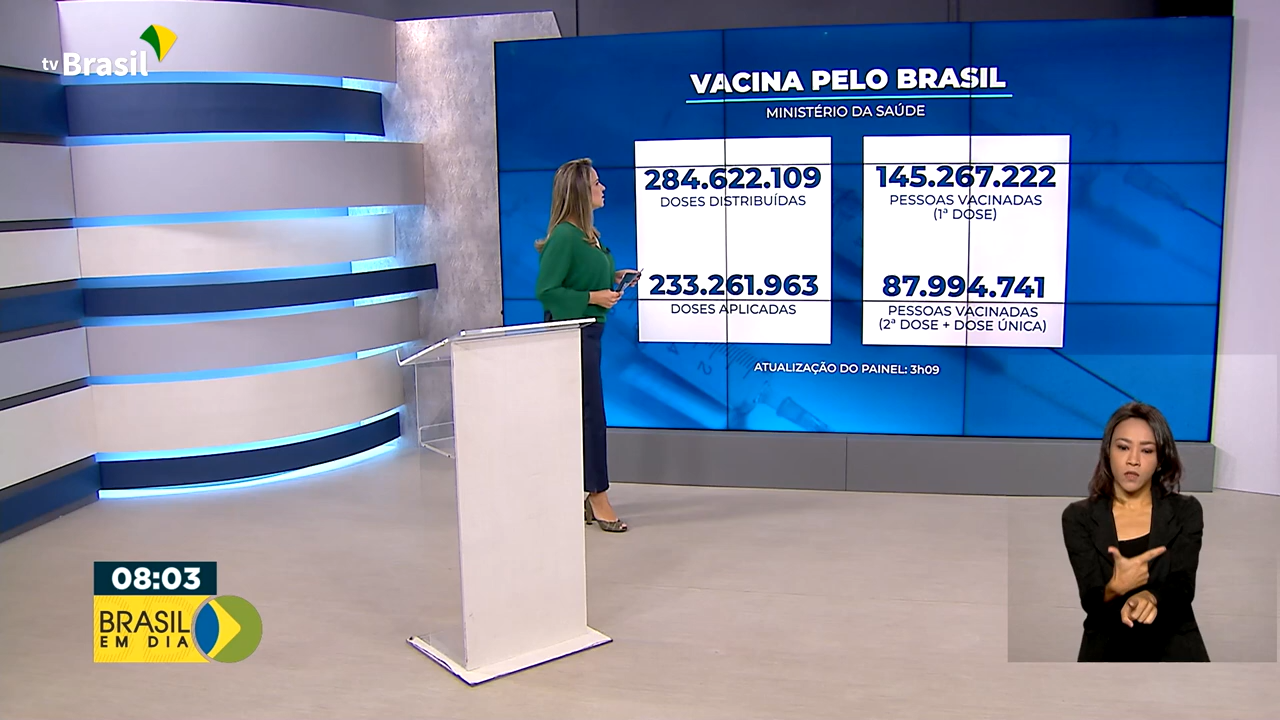 tv Brasil
VACINA PELO BRASIL
MINISTÉRIO DA SAÚDE
284.622.109
DOSES DISTRIBUÍDAS
233.261.963
DOSES APLICADAS
145.267.222
PESSOAS VACINADAS
(1ª DOSE)
87.994.741
PESSOAS VACINADAS
(2ª DOSE + DOSE ÚNICA)
ATUALIZAÇÃO DO PAINEL: 3h09
08:03
BRASIL
EM DIA